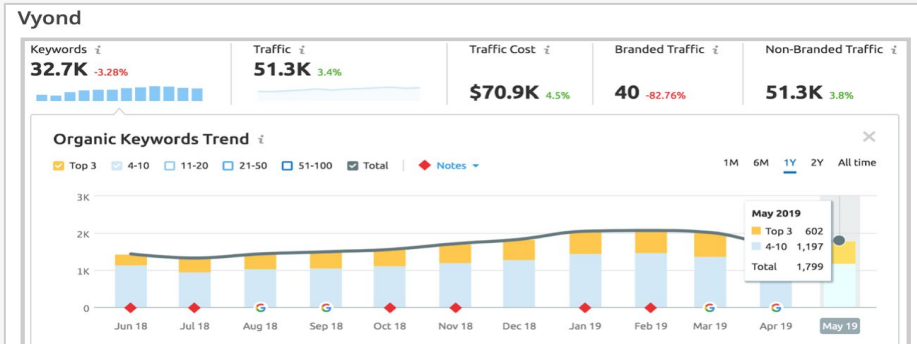 Vyond
Keywords i Traffic i Traffic Cost i Branded Traffic i Non-Branded Traffic i
32.7K -3.28% 51.3K 3.4% $70.9K 4.5% 40 -82.76% 51.3K 3.8%
Organic Keywords Trend i
Top 3 4-10 11-20 21-50 51-100 Total Notes 1M 6M 1Y 2Y All time
3K
2K
1K
0
May 2019
Top 3 602
4-10 1,197
Total 1,799
G G G G
Jun 18 Jul 18 Aug 18 Sep 18 Oct 18 Nov 18 Dec 18 Jan 19 Feb 19 Mar 19 Apr 19 May 19